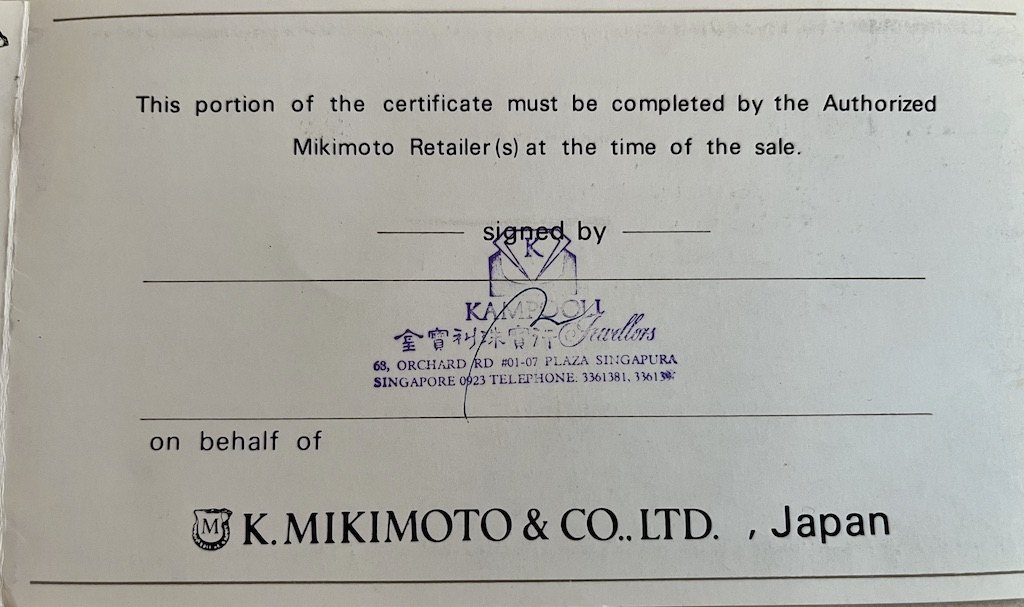 This portion of the certificate must be completed by the Authorized
Mikimoto Retailer(s) at the time of the sale.
signed by
K
Jewellors
68, ORCHARD RD #01-07 PLAZA SINGAPURA
SINGAPORE 0923 TELEPHONE: 3361381,
on behalf of
M K. MIKIMOTO & CO., LTD. , Japan